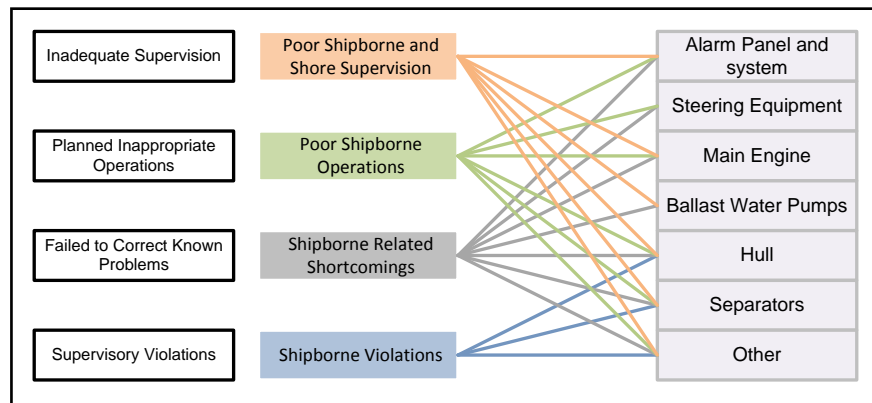 Inadequate Supervision
Planned Inappropriate
Operations
Failed to Correct Known
Problems
Supervisory Violations
Poor Shipborne and
Shore Supervision
Poor Shipborne
Operations
Shipborne Related
Shortcomings
Shipborne Violations
Alarm Panel and
system
Steering Equipment
Main Engine
Ballast Water Pumps
Hull
Separators
Other